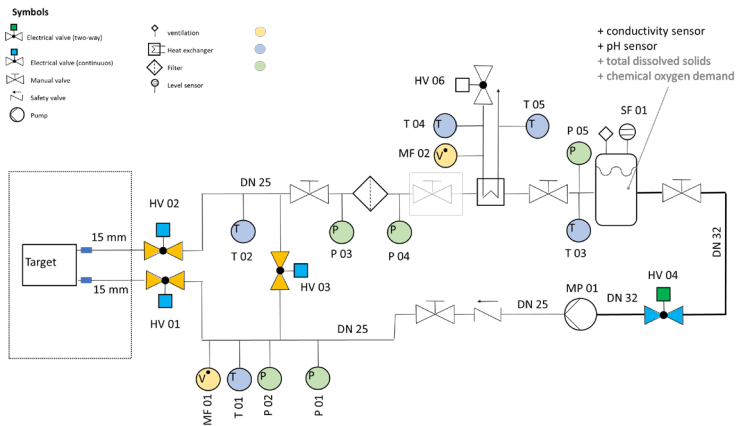 Symbols
Electrical valve (two-way)
Electrical valve (continuuos)
Manual valve
Safety valve
Pump
ventilation
Heat exchanger
Filter
Level sensor
+ conductivity sensor
+ pH sensor
+ total dissolved solids
+ chemical oxygen demand
HV 06
T 04
T
T 05
T
MF 02
V
P 05
P
SF 01
DN 25
HV 02
15 mm
Target
15 mm
HV 01
T
T 02
HV 03
P
P 03
P
P 04
T
T 03
DN 32
HV 04
MP 01
DN 32
DN 25
DN 25
V
MF 01
T
T 01
P
P 02
P
P 01